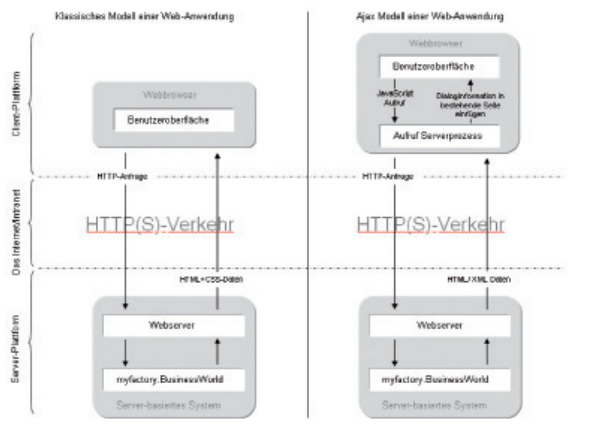 Klassisches Modell einer Web-Anwendung
Ajax Modell einer Web-Anwendung
Client-Plattform
Webbrowser
Benutzeroberfläche
Webbrowser
Benutzeroberfläche
JavaScript
Aufruf
Dialoginformation in
bestehende Seite
einfügen
Aufruf Serverprozess
HTTP-Anfrage
HTTP-Anfrage
Das Internet/Intranet
HTTP(S)-Verkehr
HTTP(S)-Verkehr
HTML+CSS-Daten
HTML/XML Daten
Server-Plattform
Webserver
myfactory.BusinessWorld
Server-basiertes System
Webserver
myfactory.BusinessWorld
Server-basiertes System